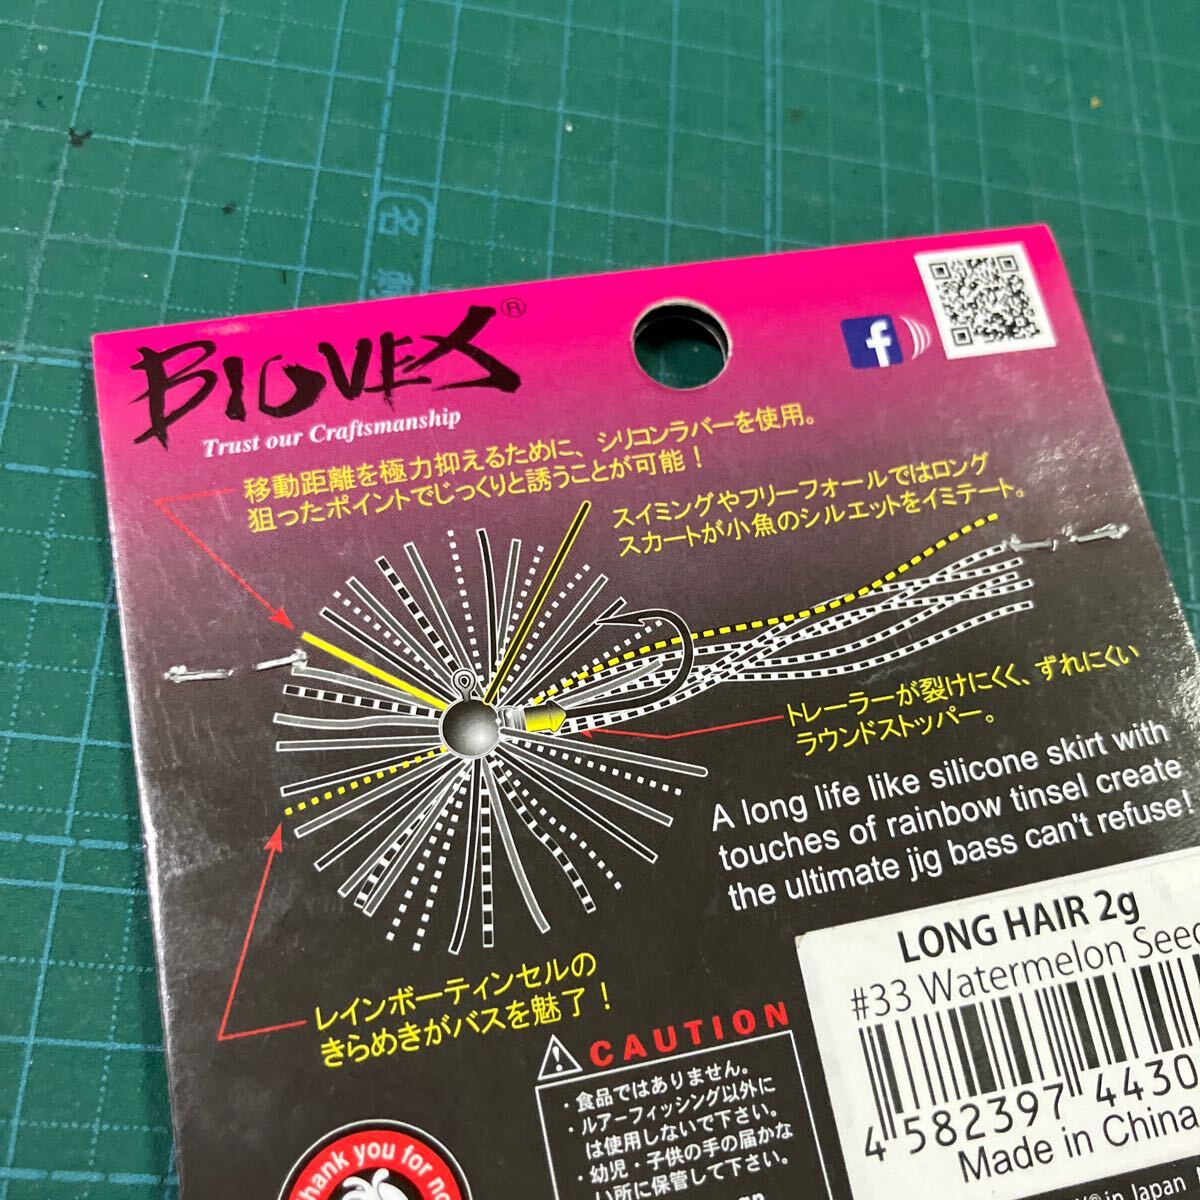 BIOVEX®
Trust our Craftsmanship
移動距離を極力抑えるために、シリコンラバーを使用。
狙ったポイントでじっくりと誘うことが可能！
スイミングやフリーフォールではロング
スカートが小魚のシルエットをイミテート。
トレーラーが裂けにくく、ずれにくい
ラウンドストッパー。
A long life like silicone skirt with
touches of rainbow tinsel create
the ultimate jig bass can't refuse!
レインボーティンセルの
きらめきがバスを魅了！
LONG HAIR 2g
#33 Watermelon Seed
4 582397 4430
Made in China
CAUTION
・食品ではありません。
・ルアーフィッシング以外に
は使用しないで下さい。
・幼児・子供の手の届かな
い所に保管して下さい。
hank you for no
in Japan
f
名